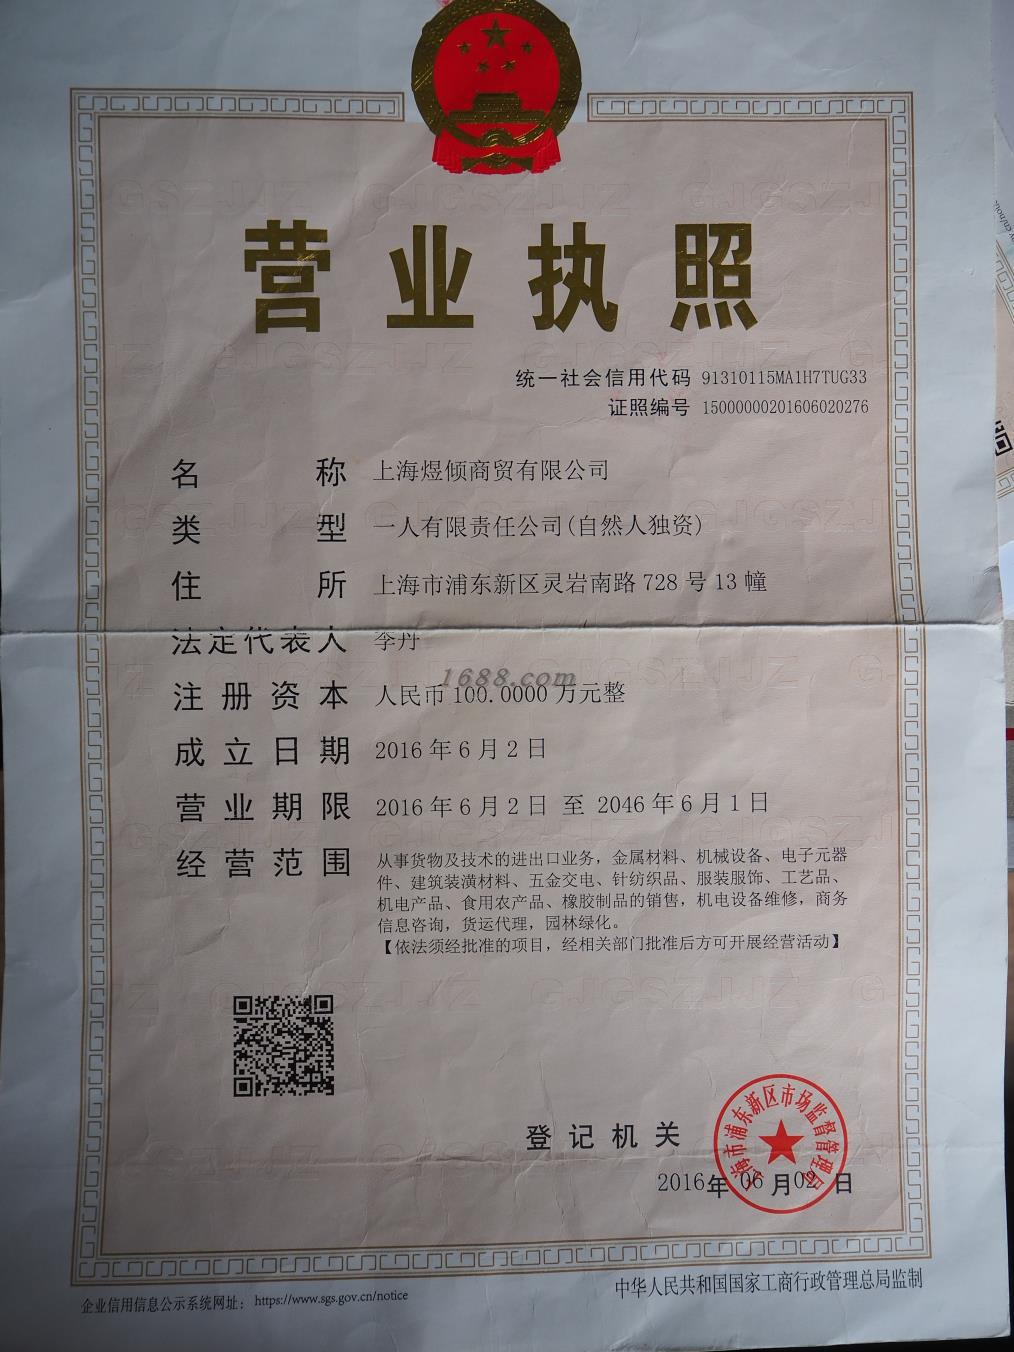 营业执照
统一社会信用代码 91310115MA1H7TUG33
证照编号 15000000201606020276
名称 上海煜倾商贸有限公司
类型 一人有限责任公司(自然人独资)
住所 上海市浦东新区灵岩南路728号13幢
法定代表人 李丹
1688.com
注册资本 人民币100.0000万元整
成立日期 2016年6月2日
营业期限 2016年6月2日 至 2046年6月1日
经营范围 从事货物及技术的进出口业务，金属材料、机械设备、电子元器
件、建筑装潢材料、五金交电、针纺织品、服装服饰、工艺品、
机电产品、食用农产品、橡胶制品的销售，机电设备维修，商务
信息咨询，货运代理，园林绿化。
【依法须经批准的项目，经相关部门批准后方可开展经营活动】
上海市浦东新区市场监督管理局
登记机关
2016年06月02日
企业信用信息公示系统网址： https://www.sgs.gov.cn/notice
中华人民共和国国家工商行政管理总局监制